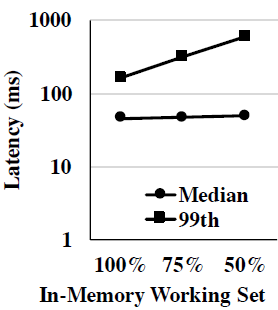 Latency (ms)
1000
100
10
1
Median
99th
100% 75% 50%
In-Memory Working Set